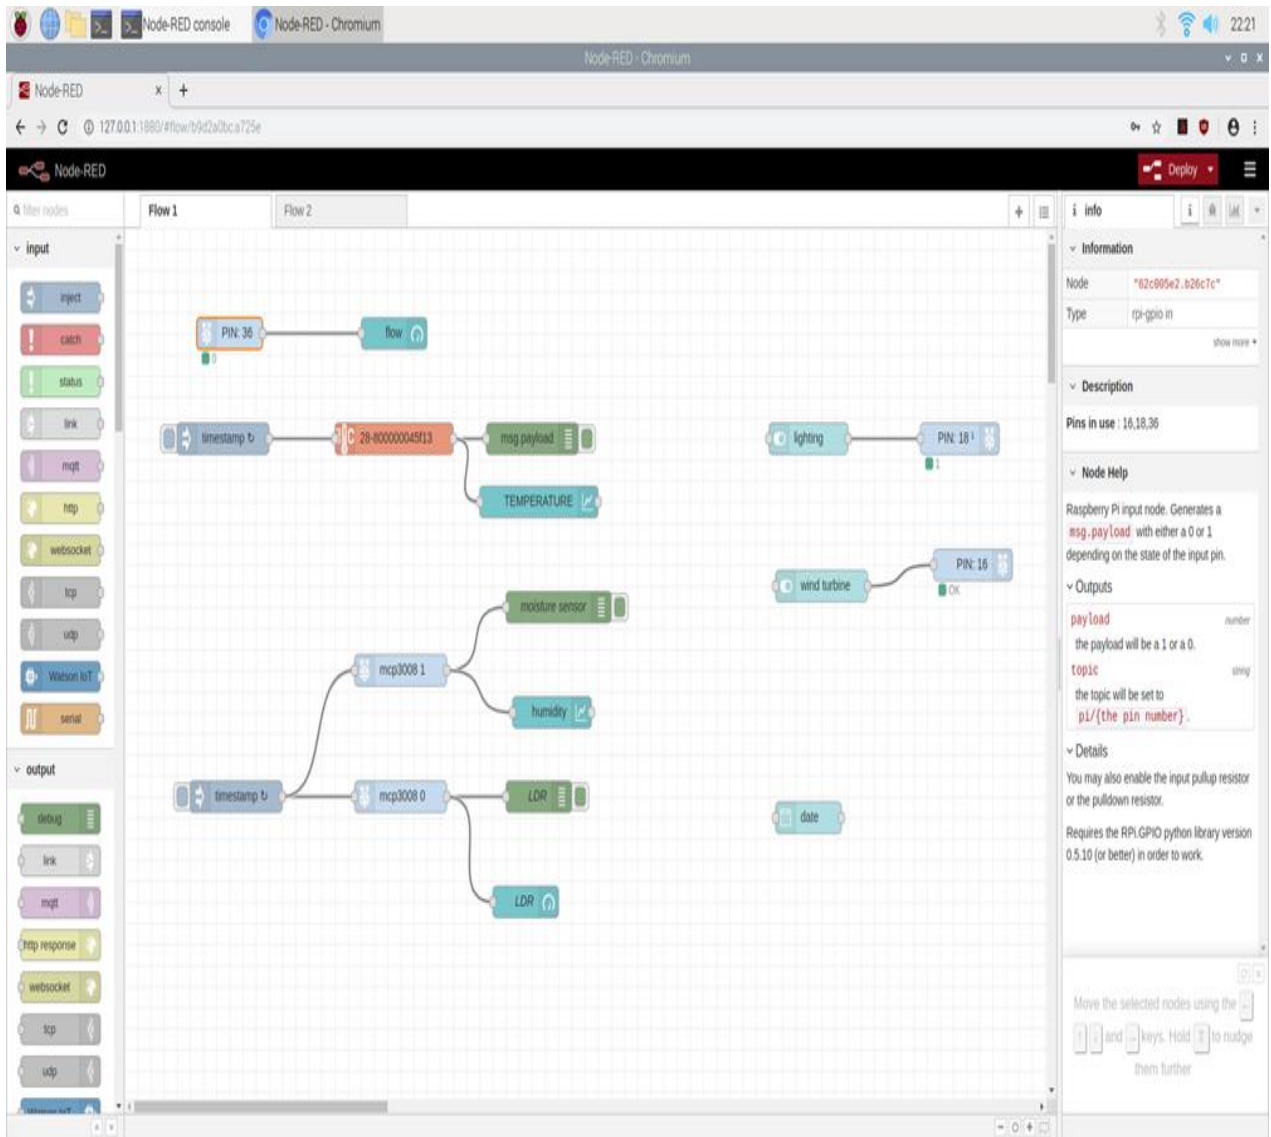 Node-RED console
Node-RED - Chromium
22:21
Node-RED - Chromium
Node-RED
127.0.0.1:1880/#flow/b9d2a0bc.a725e
Node-RED
Deploy
filter nodes
Flow 1
Flow 2
info
input
inject
catch
status
link
mqtt
http
websocket
tcp
udp
Watson IoT
serial
output
debug
link
mqtt
http response
websocket
tcp
udp
Watson IoT
PIN: 36
flow
0
timestamp ↻
28-800000045f13
msg.payload
TEMPERATURE
lighting
PIN: 18
1
wind turbine
PIN: 16
OK
moisture sensor
mcp3008 1
humidity
timestamp ↻
mcp3008 0
LDR
LDR
date
Information
Node "62c005e2.b26c7c"
Type rpi-gpio in
show more
Description
Pins in use : 16,18,36
Node Help
Raspberry Pi input node. Generates a
msg.payload with either a 0 or 1
depending on the state of the input pin.
Outputs
payload number
the payload will be a 1 or a 0.
topic string
the topic will be set to
pi/{the pin number} .
Details
You may also enable the input pullup resistor
or the pulldown resistor.
Requires the RPi.GPIO python library version
0.5.10 (or better) in order to work.
Move the selected nodes using the ←
↑ ↓ and → keys. Hold ⇧ to nudge
them further